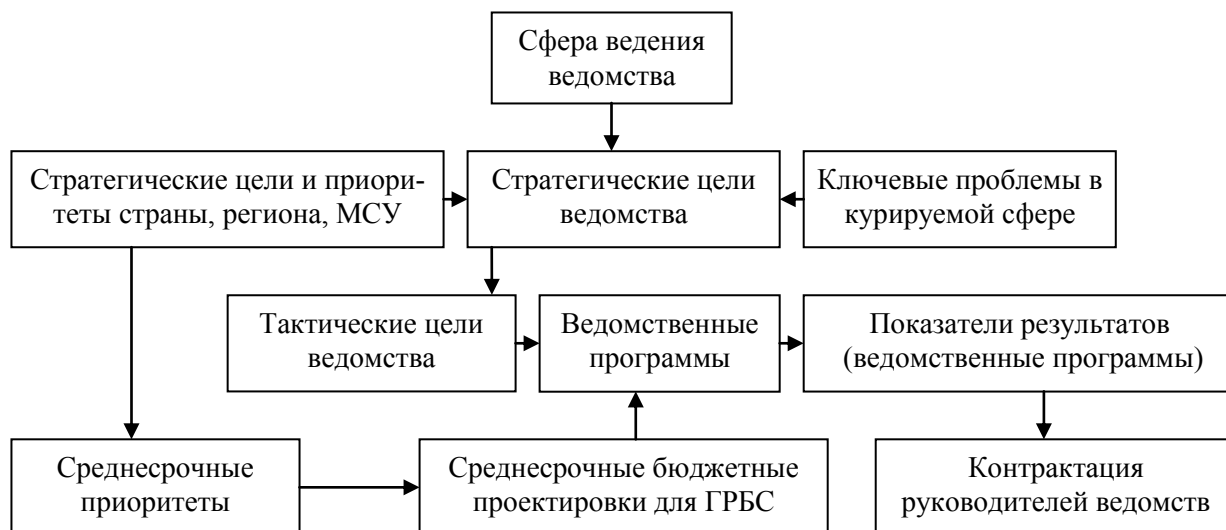 Сфера ведения
ведомства
Стратегические цели и приори-
теты страны, региона, МСУ
Стратегические цели
ведомства
Ключевые проблемы в
курируемой сфере
Тактические цели
ведомства
Ведомственные
программы
Показатели результатов
(ведомственные программы)
Среднесрочные
приоритеты
Среднесрочные бюджетные
проектировки для ГРБС
Контрактация
руководителей ведомств